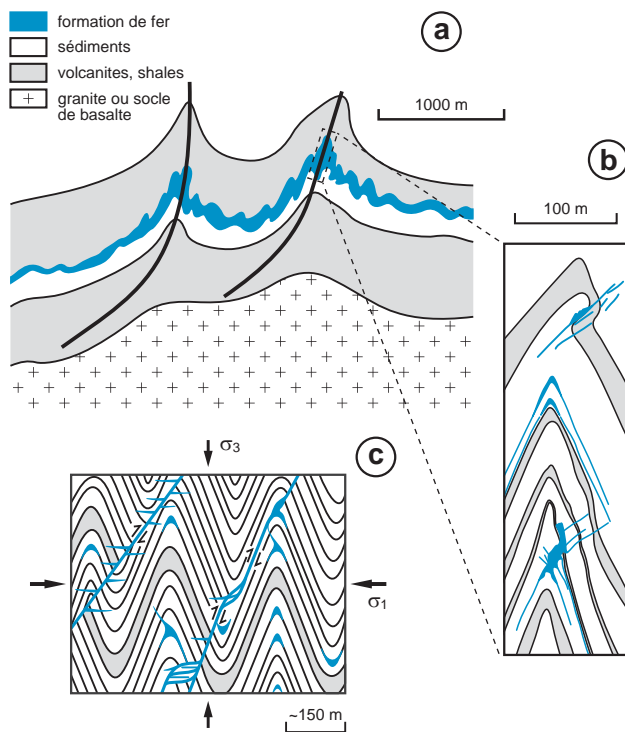 formation de fer
sédiments
volcanites, shales
granite ou socle
de basalte
a
1000 m
b
100 m
c
σ3
σ1
~150 m